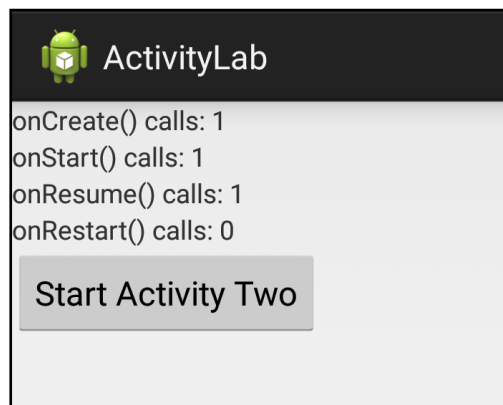 ActivityLab
onCreate() calls: 1
onStart() calls: 1
onResume() calls: 1
onRestart() calls: 0
Start Activity Two